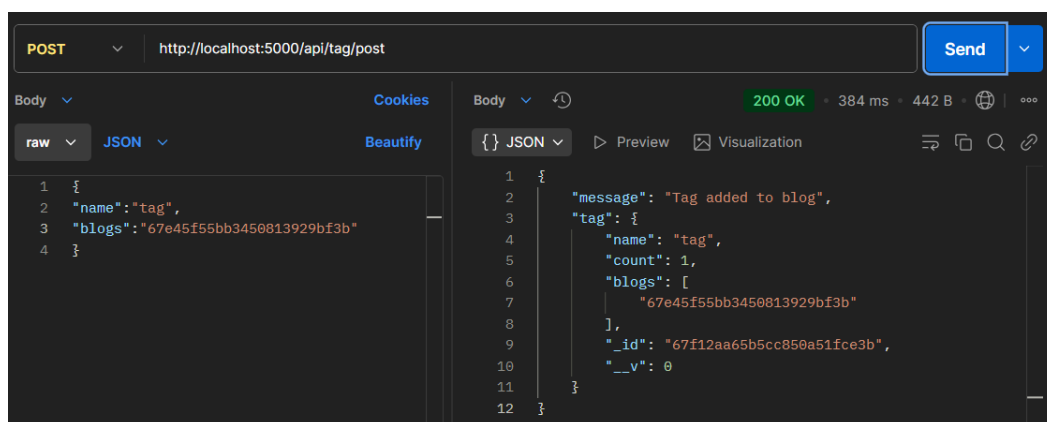 POST http://localhost:5000/api/tag/post Send
Body Cookies
raw JSON Beautify
1 {
2 "name":"tag",
3 "blogs":"67e45f55bb3450813929bf3b"
4 }
Body 200 OK • 384 ms • 442 B
{} JSON Preview Visualization
1 {
2 "message": "Tag added to blog",
3 "tag": {
4 "name": "tag",
5 "count": 1,
6 "blogs": [
7 "67e45f55bb3450813929bf3b"
8 ],
9 "_id": "67f12aa65b5cc850a51fce3b",
10 "__v": 0
11 }
12 }